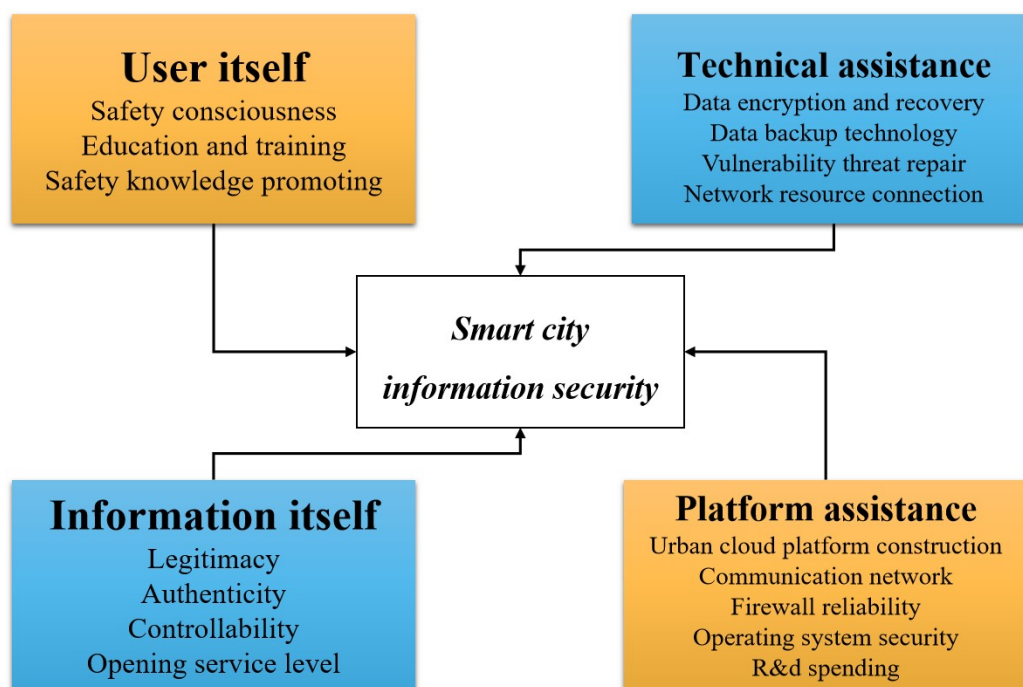 User itself
Safety consciousness
Education and training
Safety knowledge promoting
Technical assistance
Data encryption and recovery
Data backup technology
Vulnerability threat repair
Network resource connection
Smart city
information security
Information itself
Legitimacy
Authenticity
Controllability
Opening service level
Platform assistance
Urban cloud platform construction
Communication network
Firewall reliability
Operating system security
R&d spending